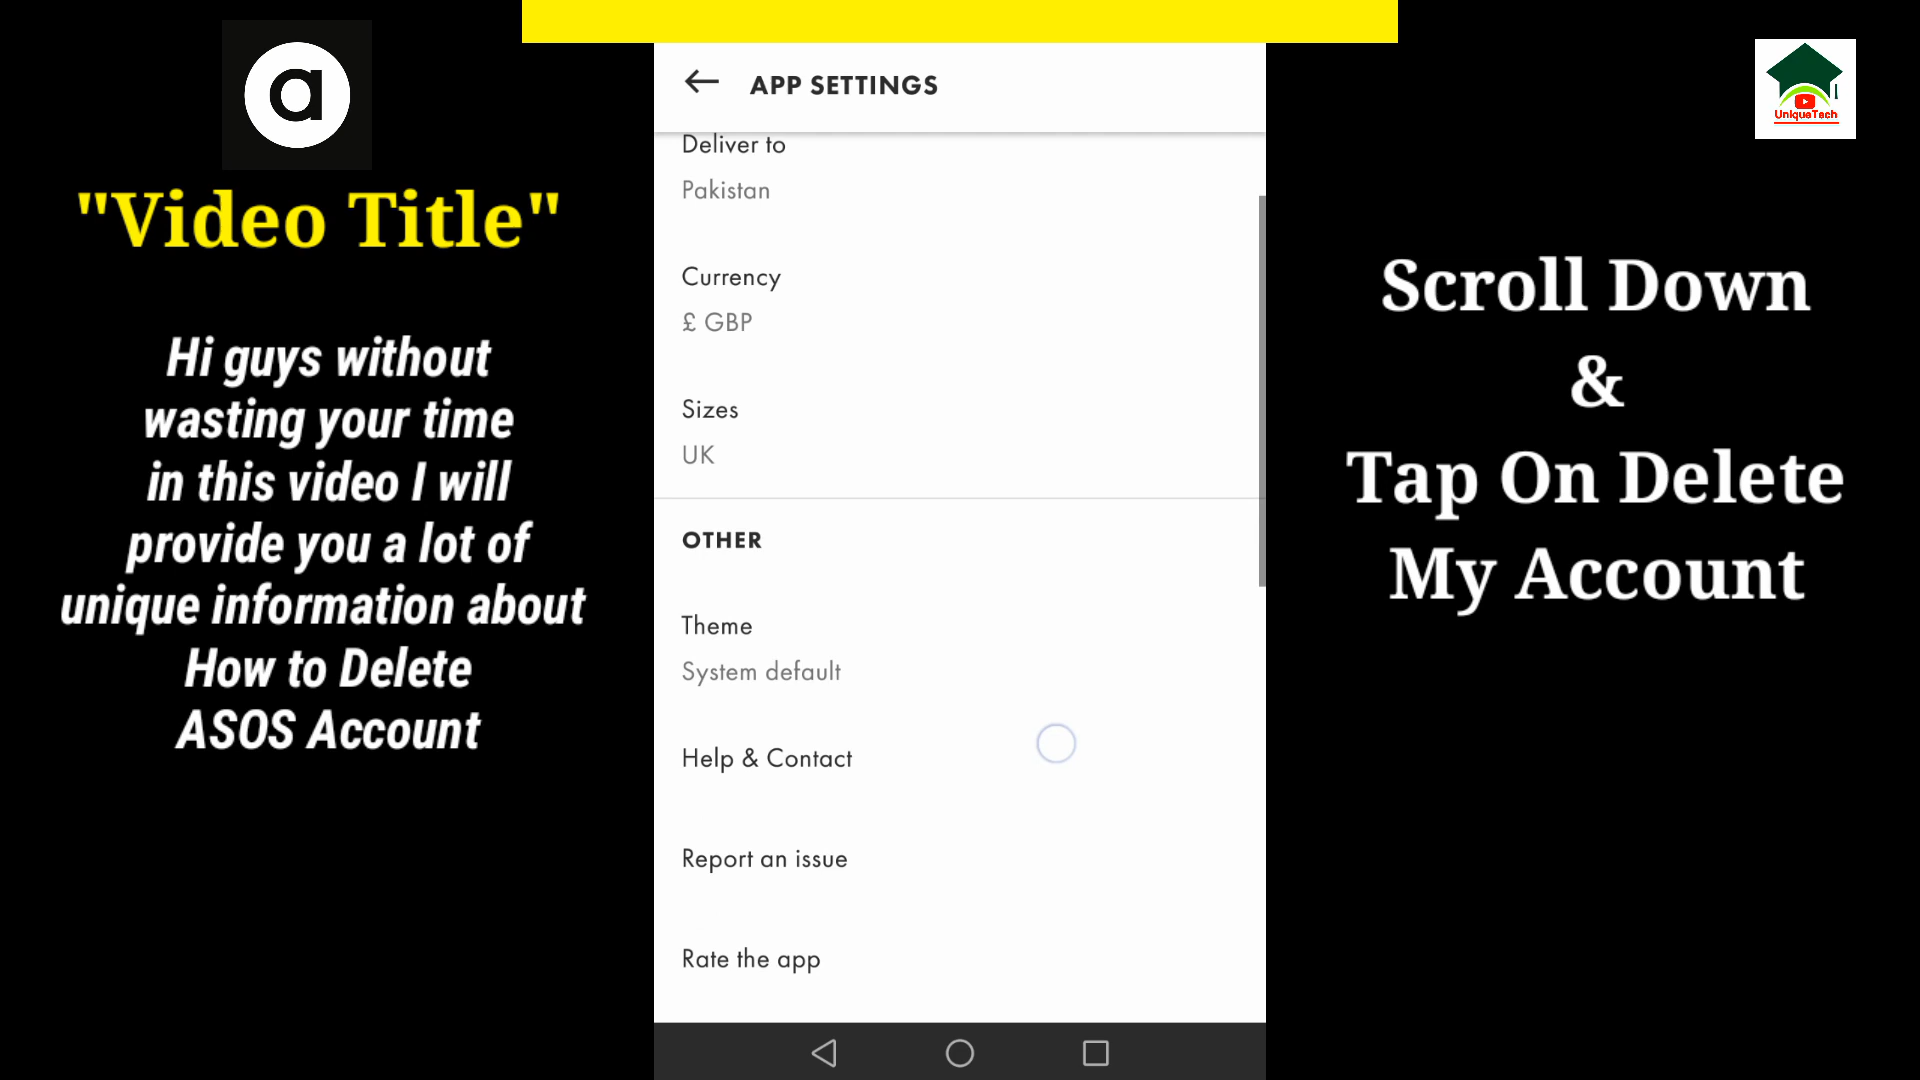 a
"Video Title"
Hi guys without
wasting your time
in this video I will
provide you a lot of
unique information about
How to Delete
ASOS Account
APP SETTINGS
Deliver to
Pakistan
Currency
£ GBP
Sizes
UK
OTHER
Theme
System default
Help & Contact
Report an issue
Rate the app
UniqueTech
Scroll Down
&
Tap On Delete
My Account